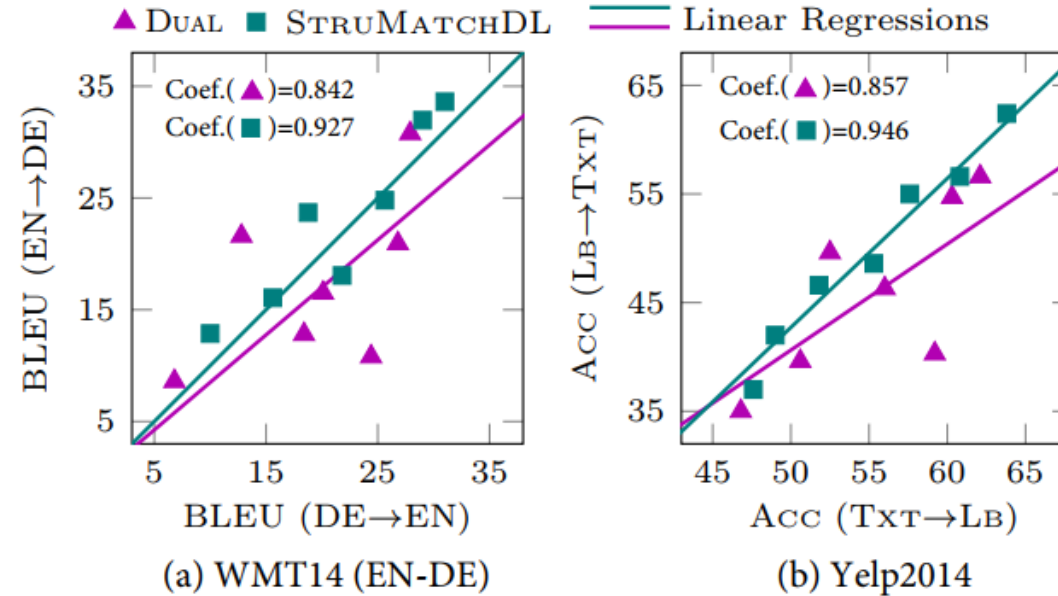 DUAL STRUMATCHDL Linear Regressions
Coef.( )=0.842
Coef.( )=0.927
35
25
15
5
BLEU (EN→DE)
5 15 25 35
BLEU (DE→EN)
(a) WMT14 (EN-DE)
Coef.( )=0.857
Coef.( )=0.946
65
55
45
35
ACC (LB→TXT)
45 50 55 60 65
ACC (TXT→LB)
(b) Yelp2014